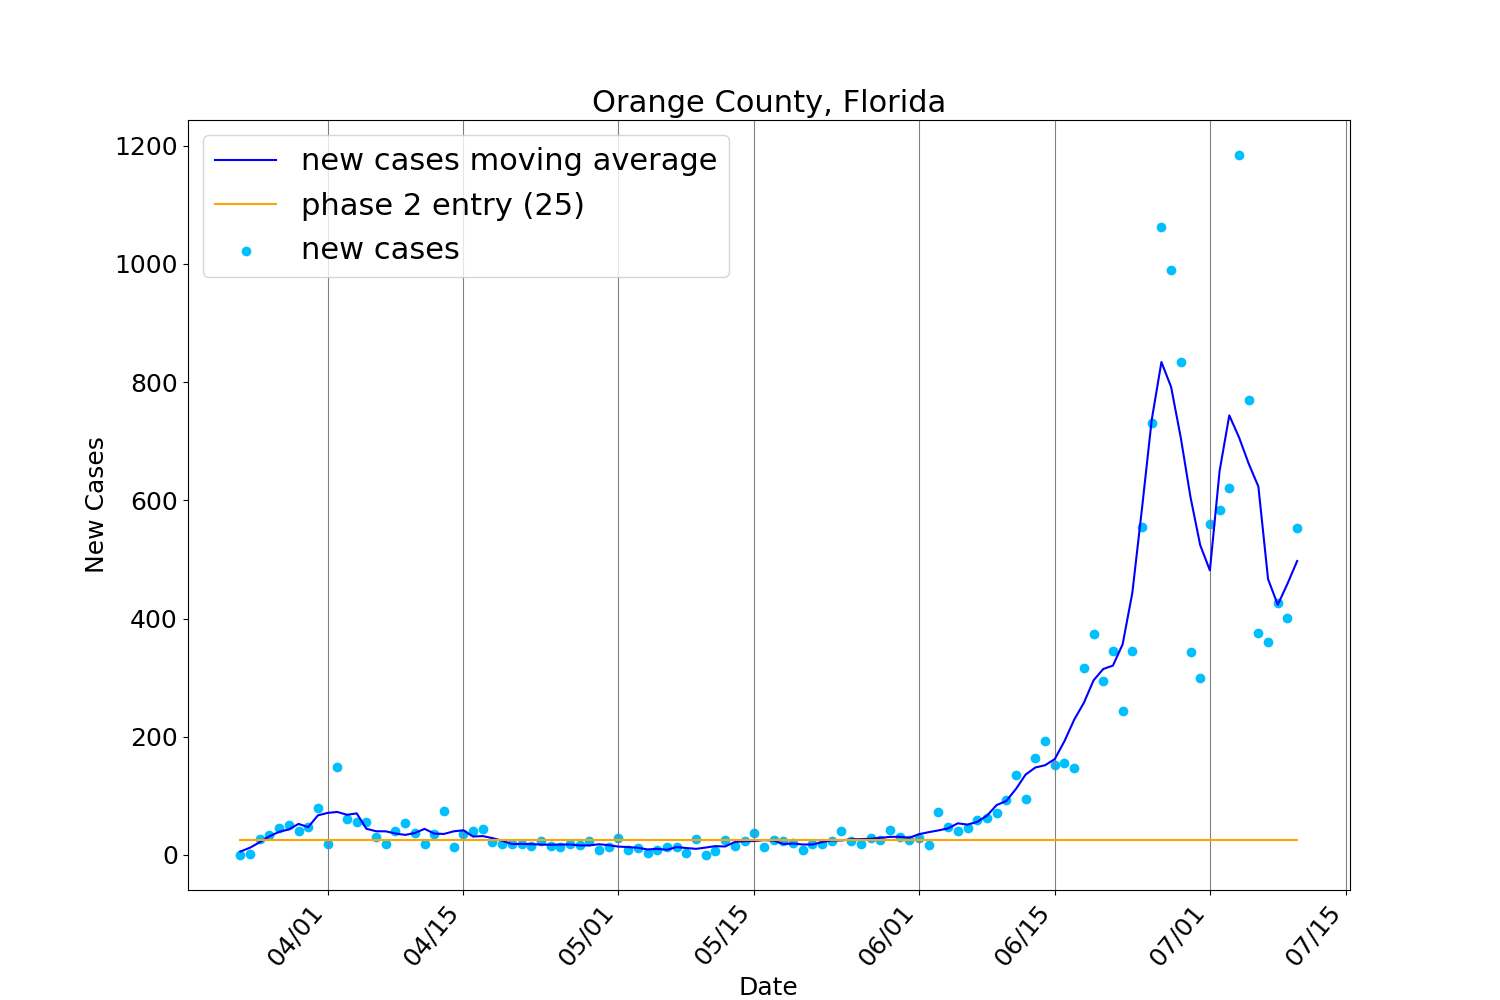 Orange County, Florida
new cases moving average
phase 2 entry (25)
new cases
1200
1000
800
600
400
200
0
New Cases
04/01
04/15
05/01
05/15
06/01
06/15
07/01
07/15
Date